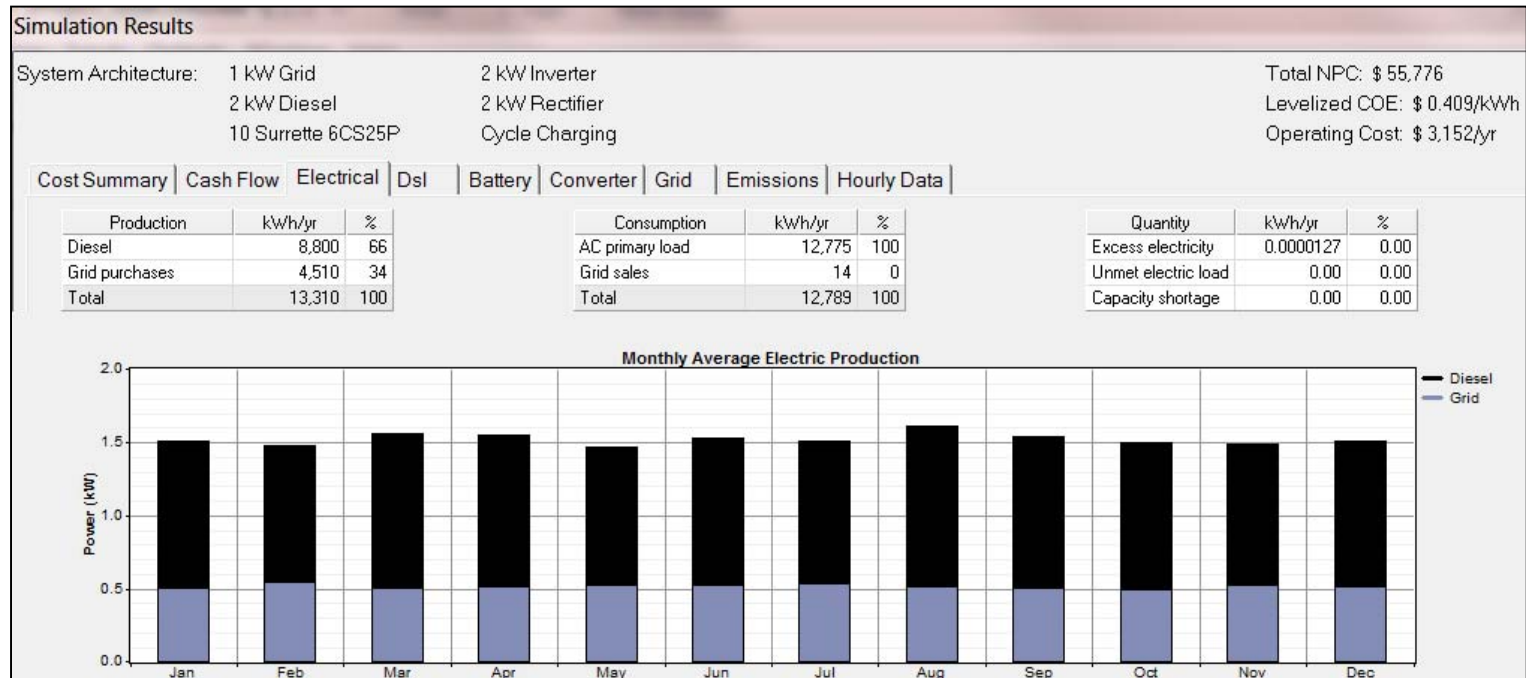 Simulation Results
System Architecture: 1 kW Grid 2 kW Inverter Total NPC: $ 55,776
2 kW Diesel 2 kW Rectifier Levelized COE: $ 0.409/kWh
10 Surrette 6CS25P Cycle Charging Operating Cost: $ 3,152/yr
Cost Summary Cash Flow Electrical Dsl Battery Converter Grid Emissions Hourly Data
Production kWh/yr % Consumption kWh/yr % Quantity kWh/yr %
Diesel 8,800 66 AC primary load 12,775 100 Excess electricity 0.0000127 0.00
Grid purchases 4,510 34 Grid sales 14 0 Unmet electric load 0.00 0.00
Total 13,310 100 Total 12,789 100 Capacity shortage 0.00 0.00
Monthly Average Electric Production
2.0
1.5
1.0
0.5
0.0
Power (kW)
Diesel
Grid
Jan Feb Mar Apr May Jun Jul Aug Sep Oct Nov Dec